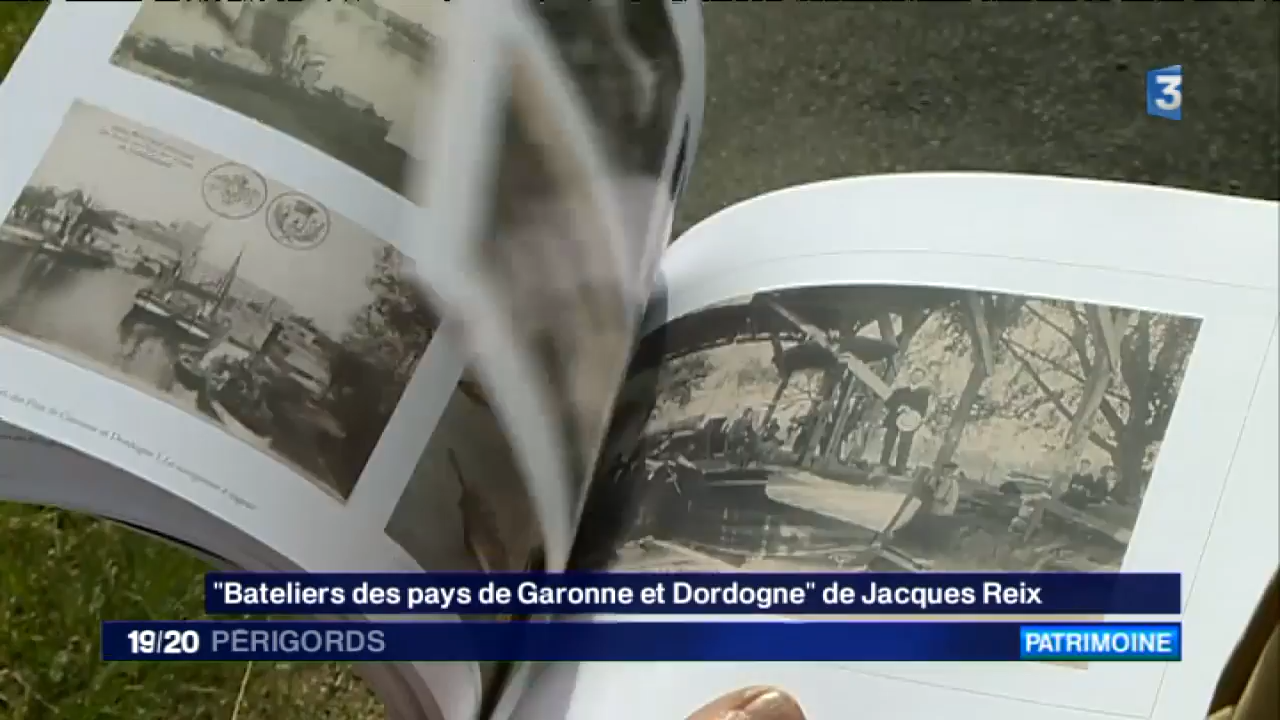 3
"Bateliers des pays de Garonne et Dordogne" de Jacques Reix
19/20 PÉRIGORDS
PATRIMOINE